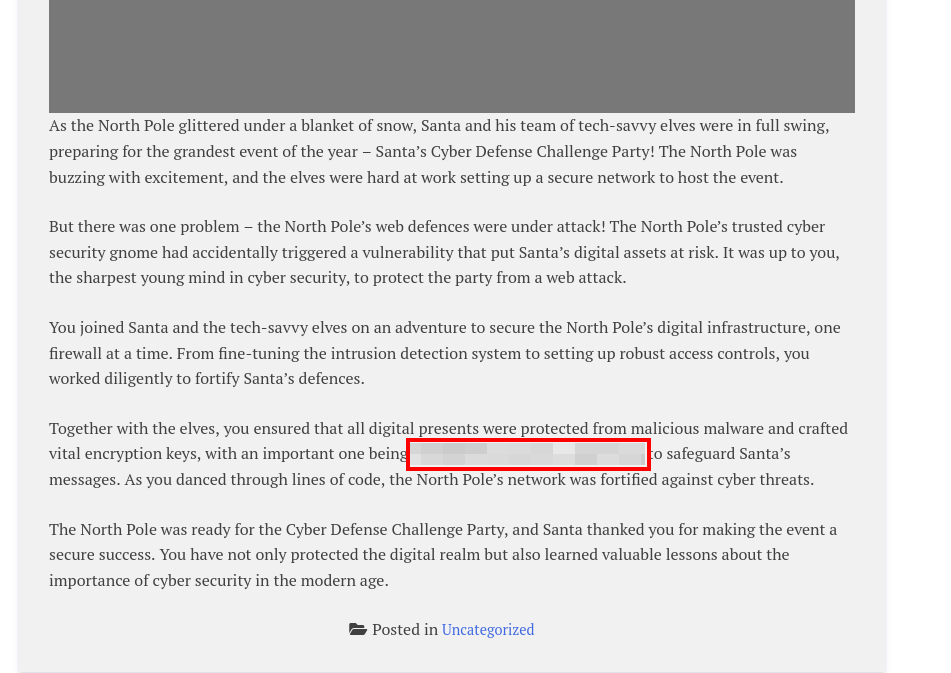 As the North Pole glittered under a blanket of snow, Santa and his team of tech-savvy elves were in full swing,
preparing for the grandest event of the year – Santa’s Cyber Defense Challenge Party! The North Pole was
buzzing with excitement, and the elves were hard at work setting up a secure network to host the event.
But there was one problem – the North Pole’s web defences were under attack! The North Pole’s trusted cyber
security gnome had accidentally triggered a vulnerability that put Santa’s digital assets at risk. It was up to you,
the sharpest young mind in cyber security, to protect the party from a web attack.
You joined Santa and the tech-savvy elves on an adventure to secure the North Pole’s digital infrastructure, one
firewall at a time. From fine-tuning the intrusion detection system to setting up robust access controls, you
worked diligently to fortify Santa’s defences.
Together with the elves, you ensured that all digital presents were protected from malicious malware and crafted
vital encryption keys, with an important one being to safeguard Santa’s
messages. As you danced through lines of code, the North Pole’s network was fortified against cyber threats.
The North Pole was ready for the Cyber Defense Challenge Party, and Santa thanked you for making the event a
secure success. You have not only protected the digital realm but also learned valuable lessons about the
importance of cyber security in the modern age.
Posted in Uncategorized